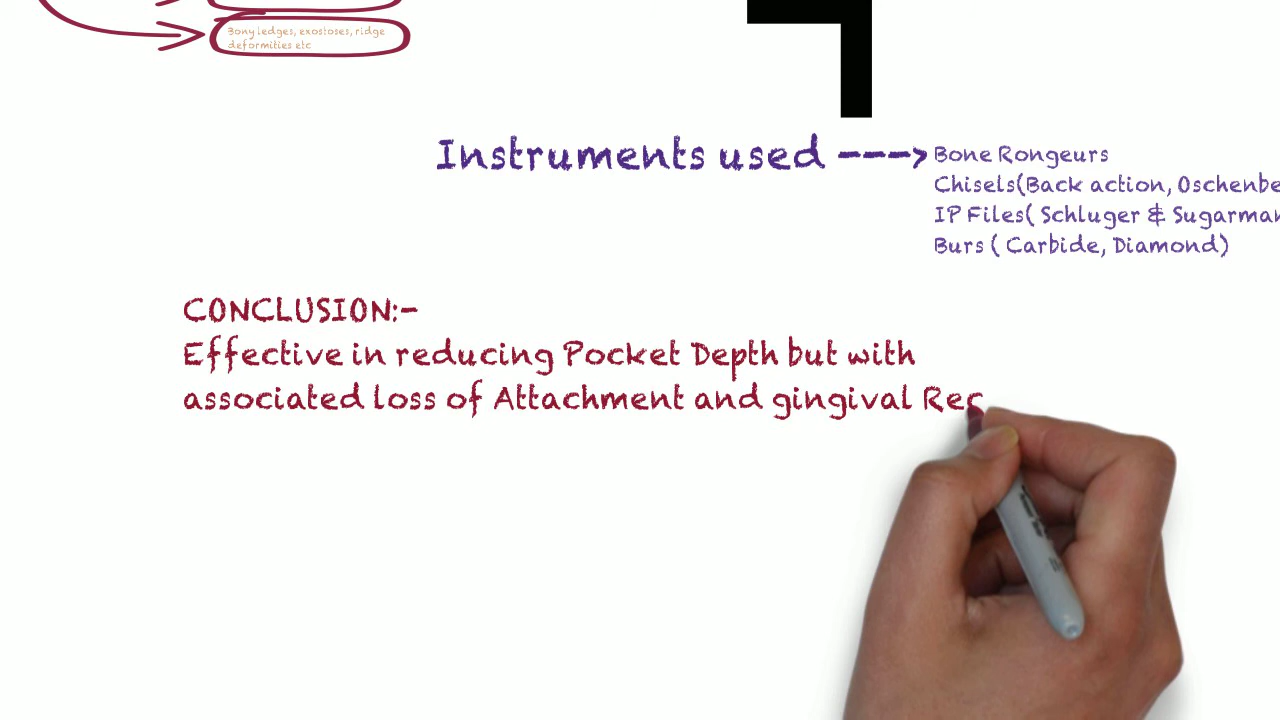 Bony ledges, exostoses, ridge
deformities etc
Instruments used ---> Bone Rongeurs
Chisels(Back action, Oschenbe
IP Files( Schluger & Sugarman
Burs ( Carbide, Diamond)
CONCLUSION:-
Effective in reducing Pocket Depth but with
associated loss of Attachment and gingival Rec